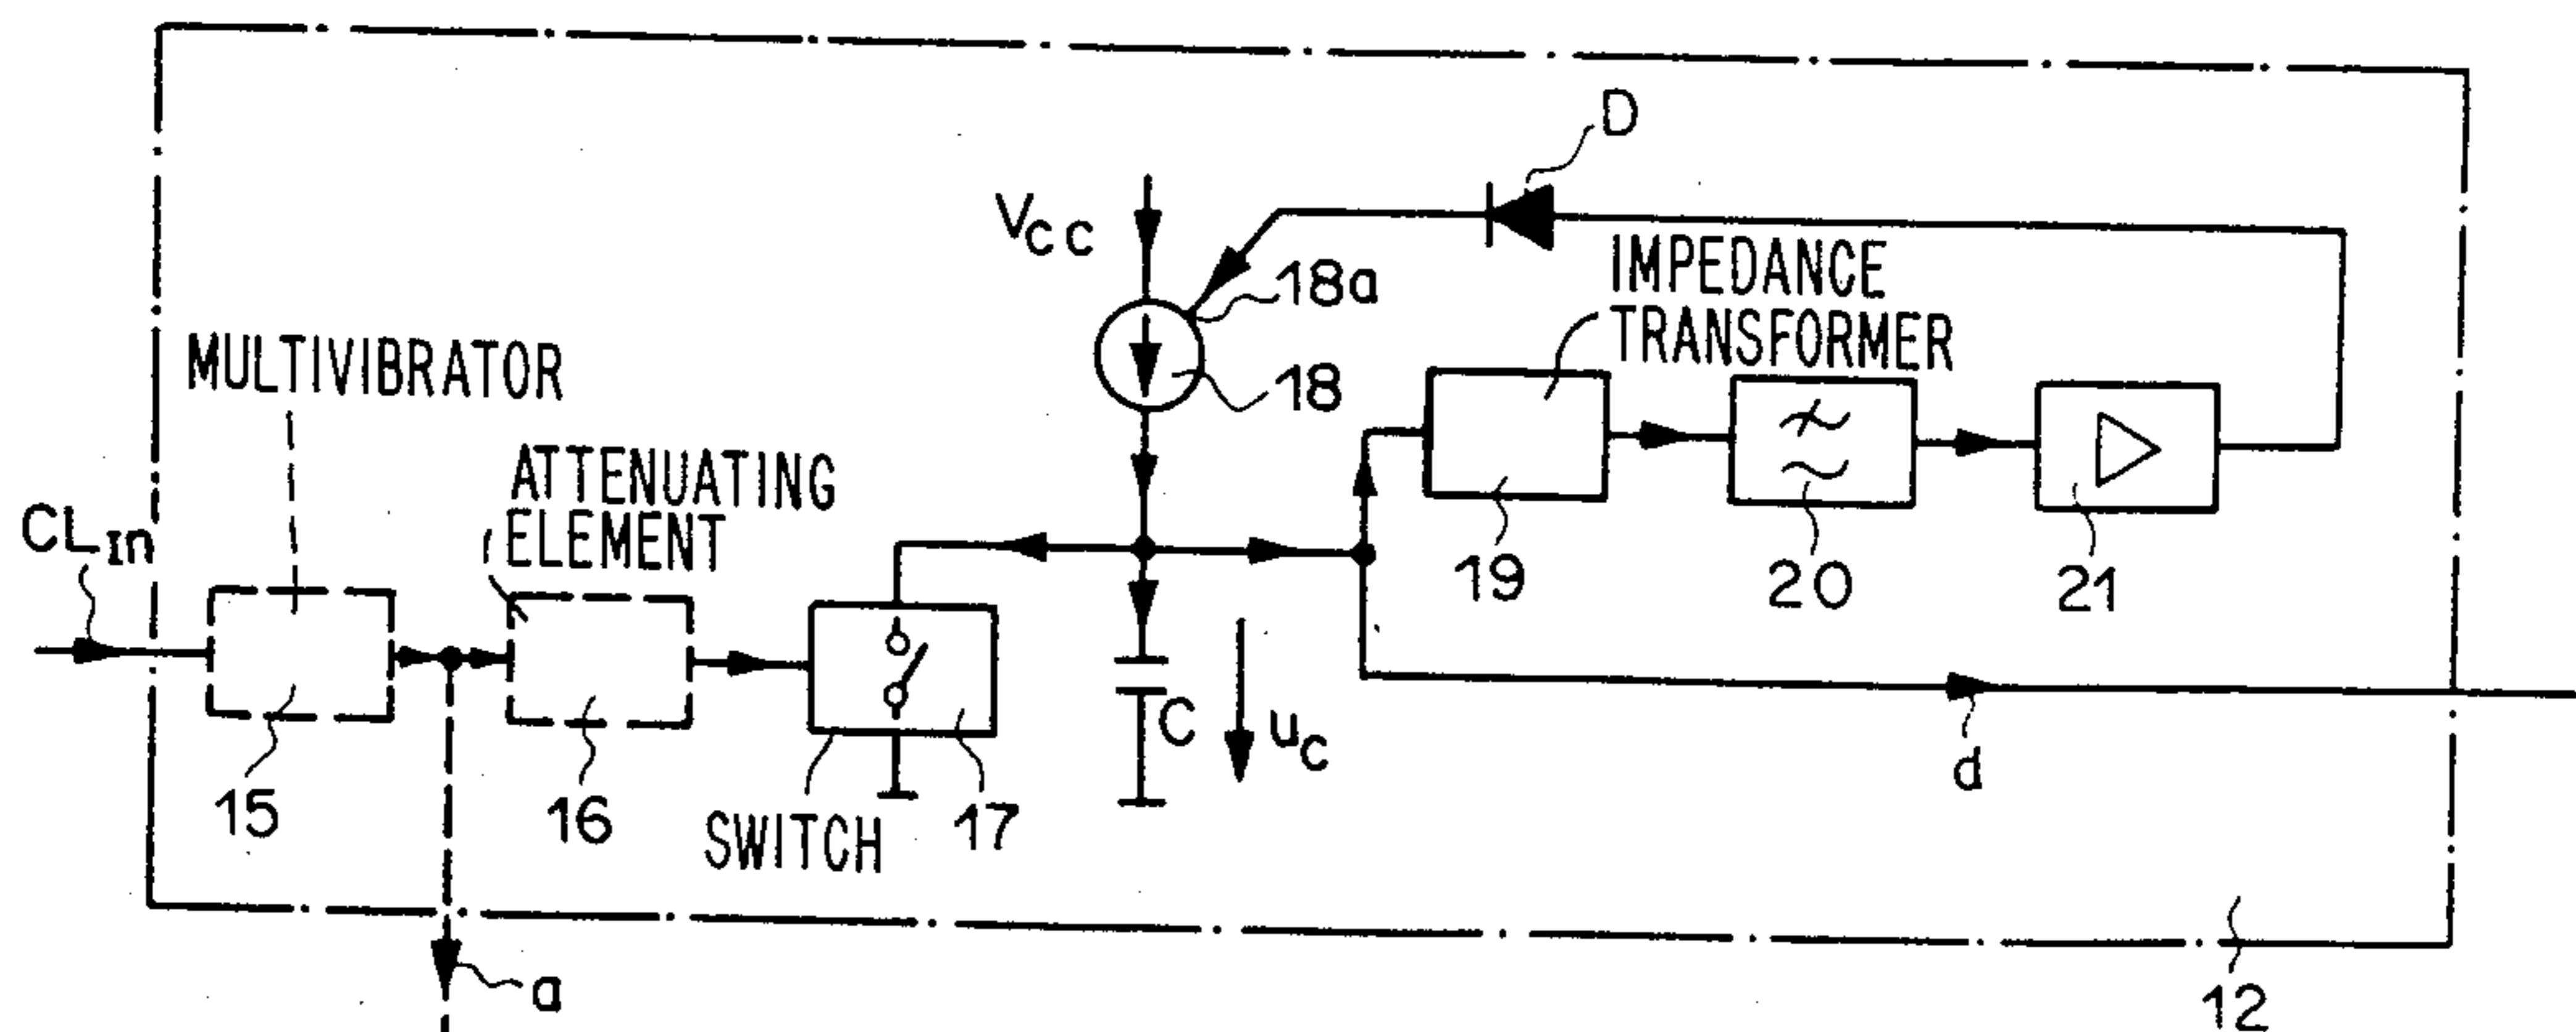 D
VCC
18a
IMPEDANCE
TRANSFORMER
MULTIVIBRATOR
18
ATTENUATING
ELEMENT
CLIn
19
20
21
C
uc
d
15
16
SWITCH
17
a
12